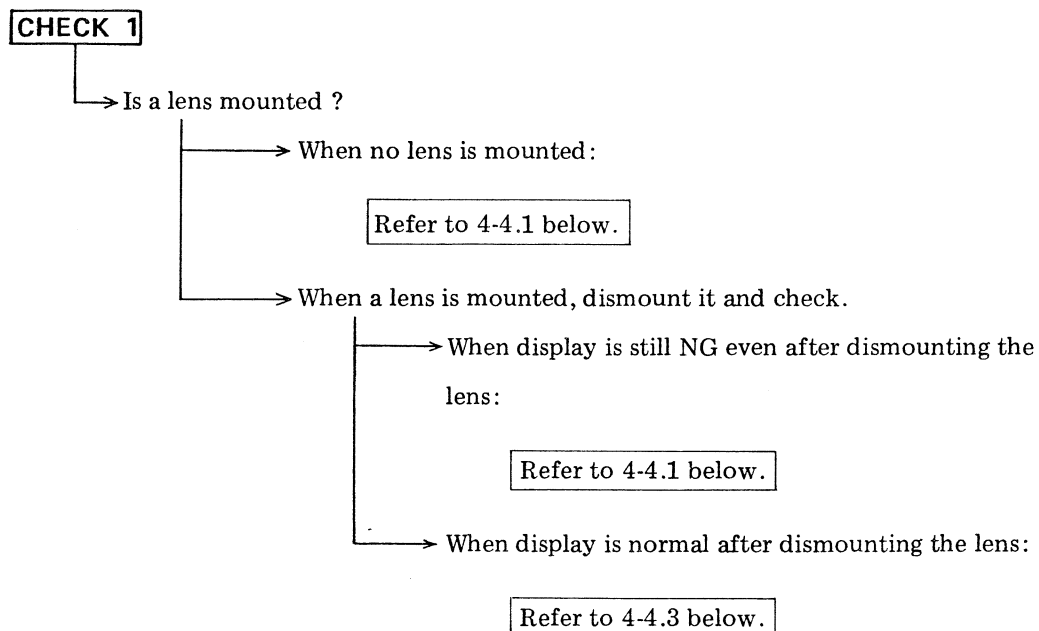 CHECK 1
Is a lens mounted ?
When no lens is mounted:
Refer to 4-4.1 below.
When a lens is mounted, dismount it and check.
When display is still NG even after dismounting the
lens:
Refer to 4-4.1 below.
When display is normal after dismounting the lens:
Refer to 4-4.3 below.